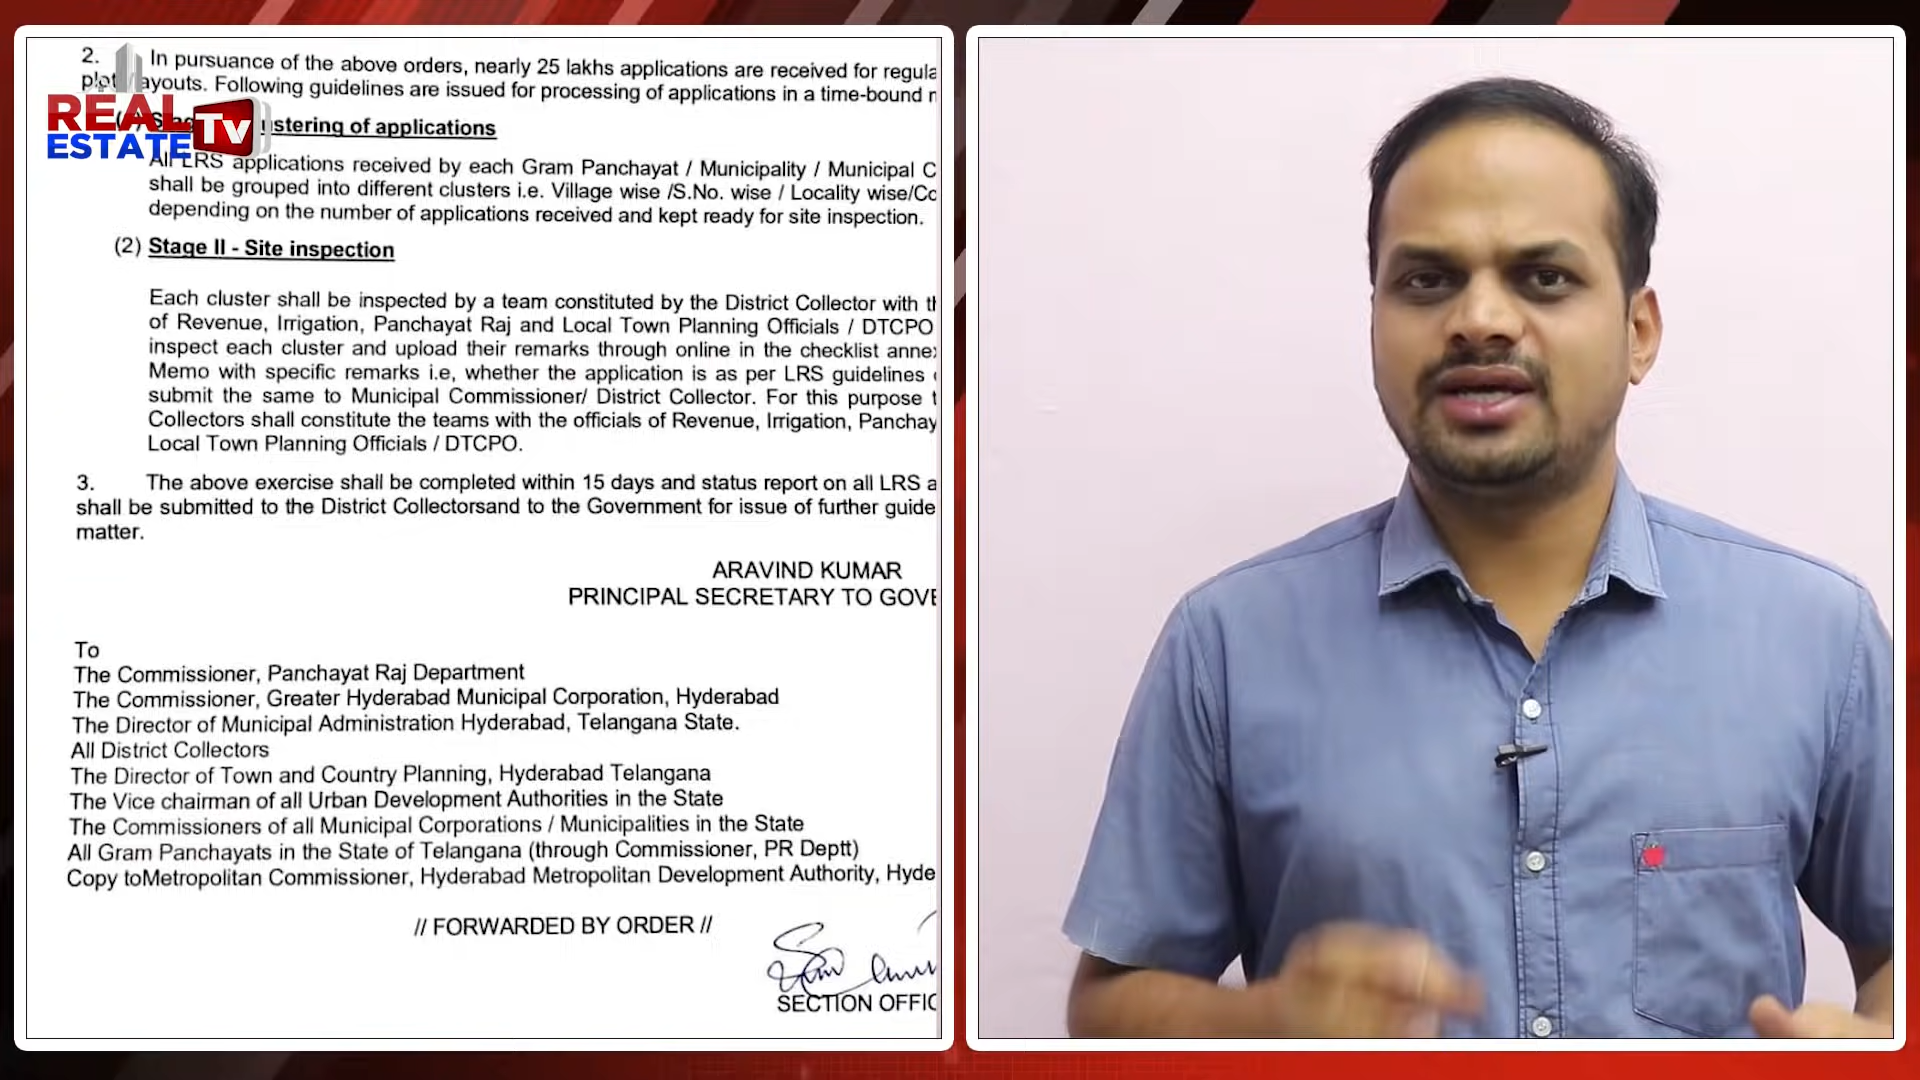 2. In pursuance of the above orders, nearly 25 lakhs applications are received for regula
layouts. Following guidelines are issued for processing of applications in a time-bound
REAL
ESTATE
Tv
ustering of applications
All LRS applications received by each Gram Panchayat / Municipality / Municipal C
shall be grouped into different clusters i.e. Village wise /S.No. wise / Locality wise/Co
depending on the number of applications received and kept ready for site inspection.
(2) Stage II - Site inspection
Each cluster shall be inspected by a team constituted by the District Collector with th
of Revenue, Irrigation, Panchayat Raj and Local Town Planning Officials / DTCPO
inspect each cluster and upload their remarks through online in the checklist annex
Memo with specific remarks i.e, whether the application is as per LRS guidelines
submit the same to Municipal Commissioner/ District Collector. For this purpose t
Collectors shall constitute the teams with the officials of Revenue, Irrigation, Panchay
Local Town Planning Officials / DTCPO.
3. The above exercise shall be completed within 15 days and status report on all LRS a
shall be submitted to the District Collectorsand to the Government for issue of further guide
matter.
ARAVIND KUMAR
PRINCIPAL SECRETARY TO GOVE
To
The Commissioner, Panchayat Raj Department
The Commissioner, Greater Hyderabad Municipal Corporation, Hyderabad
The Director of Municipal Administration Hyderabad, Telangana State.
All District Collectors
The Director of Town and Country Planning, Hyderabad Telangana
The Vice chairman of all Urban Development Authorities in the State
The Commissioners of all Municipal Corporations / Municipalities in the State
All Gram Panchayats in the State of Telangana (through Commissioner, PR Deptt)
Copy toMetropolitan Commissioner, Hyderabad Metropolitan Development Authority, Hyde
// FORWARDED BY ORDER //
SECTION OFFIC